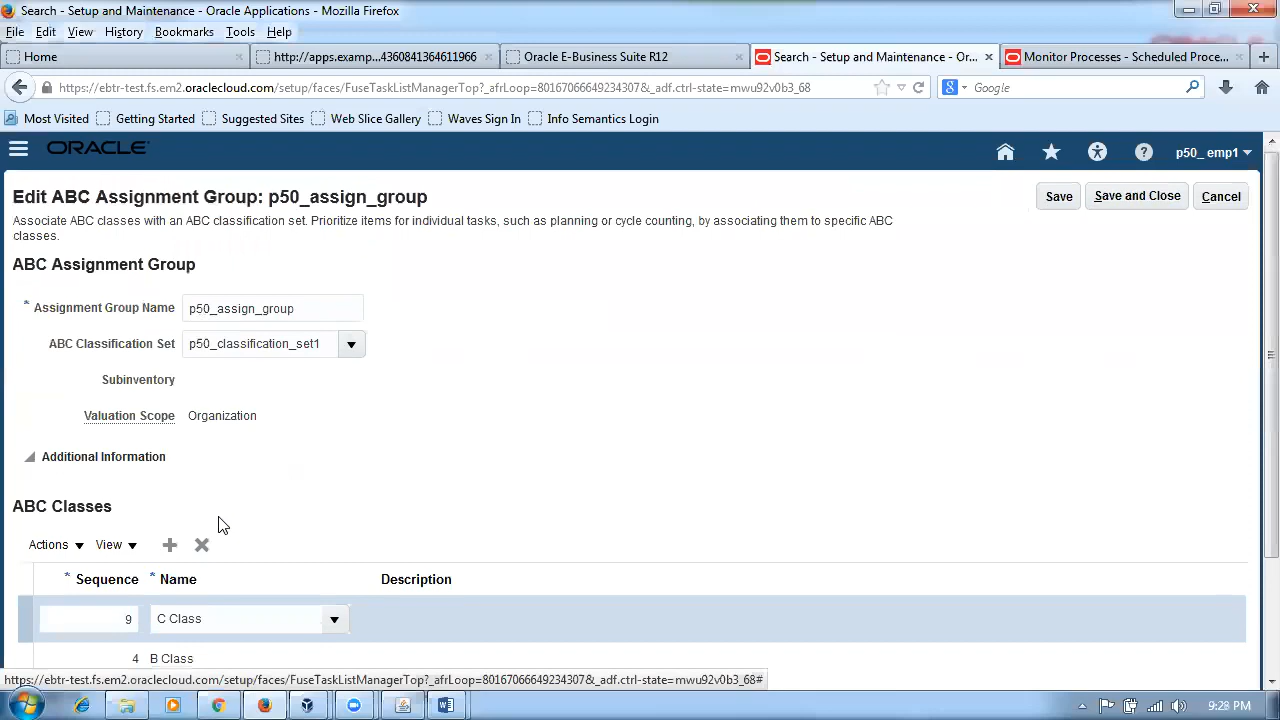 Search - Setup and Maintenance - Oracle Applications - Mozilla Firefox
File Edit View History Bookmarks Tools Help
Home
http://apps.examp...4360841364611966
Oracle E-Business Suite R12
Search - Setup and Maintenance - Or...
Monitor Processes - Scheduled Proce...
https://ebtr-test.fs.em2.oraclecloud.com/setup/faces/FuseTaskListManagerTop?_afrLoop=80167066649234307&_adf.ctrl-state=mwu92v0b3_68
Google
Most Visited Getting Started Suggested Sites Web Slice Gallery Waves Sign In Info Semantics Login
ORACLE
p50_ emp1
Edit ABC Assignment Group: p50_assign_group
Save Save and Close Cancel
Associate ABC classes with an ABC classification set. Prioritize items for individual tasks, such as planning or cycle counting, by associating them to specific ABC
classes.
ABC Assignment Group
* Assignment Group Name p50_assign_group
ABC Classification Set p50_classification_set1
Subinventory
Valuation Scope Organization
Additional Information
ABC Classes
Actions View
* Sequence * Name Description
9 C Class
4 B Class
https://ebtr-test.fs.em2.oraclecloud.com/setup/faces/FuseTaskListManagerTop?_afrLoop=80167066649234307&_adf.ctrl-state=mwu92v0b3_68#
9:28 PM